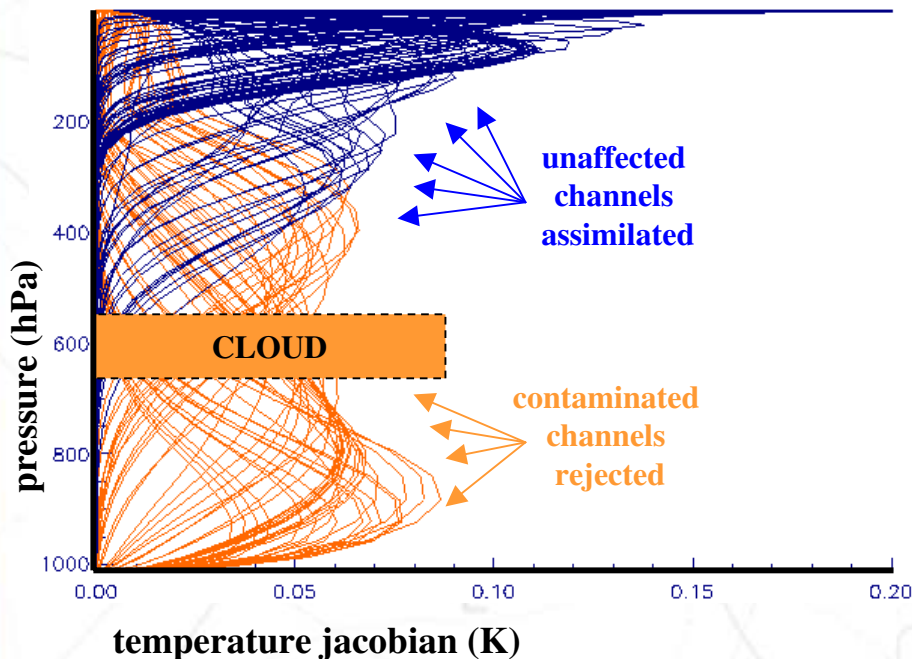 200
400
600
800
1000
pressure (hPa)
unaffected
channels
assimilated
CLOUD
contaminated
channels
rejected
0.00
0.05
0.10
0.15
0.20
temperature jacobian (K)